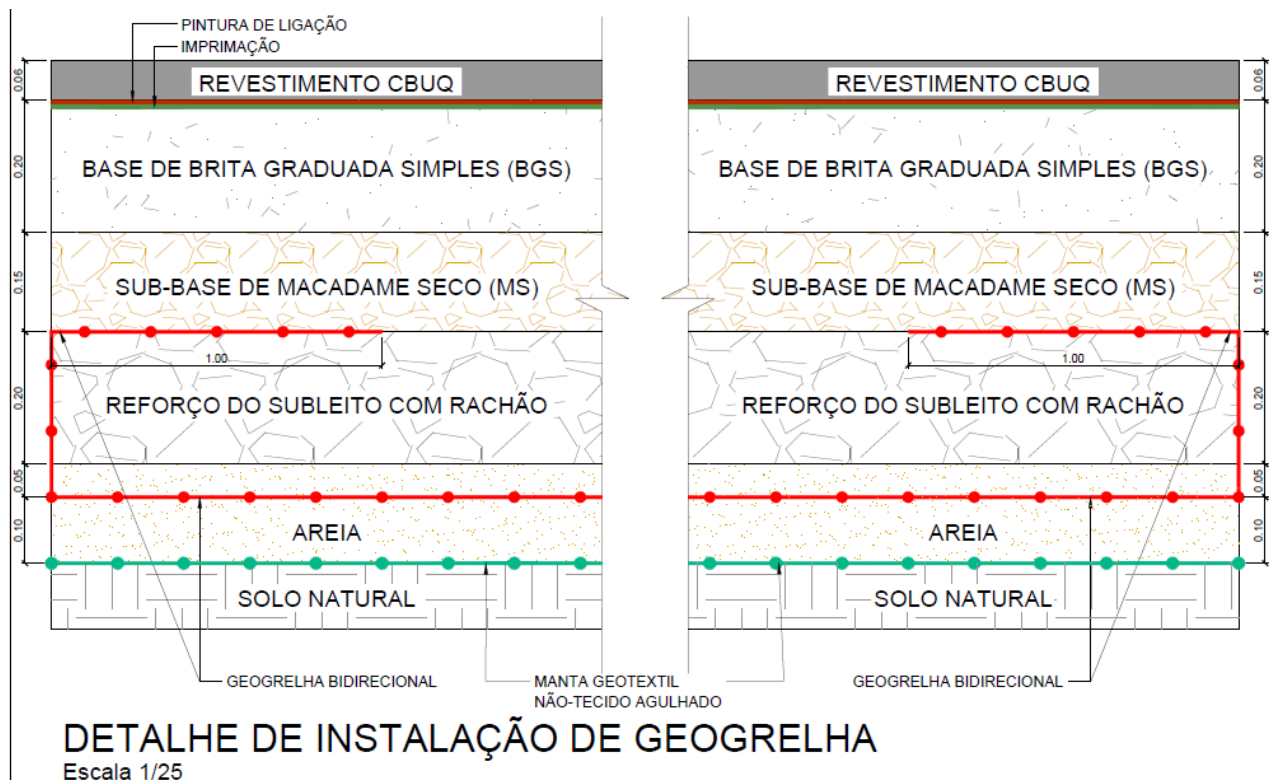 PINTURA DE LIGAÇÃO
IMPRIMAÇÃO
0.06
REVESTIMENTO CBUQ
REVESTIMENTO CBUQ
0.06
0.20
BASE DE BRITA GRADUADA SIMPLES (BGS)
BASE DE BRITA GRADUADA SIMPLES (BGS)
0.20
0.15
SUB-BASE DE MACADAME SECO (MS)
SUB-BASE DE MACADAME SECO (MS)
0.15
1.00
1.00
0.20
REFORÇO DO SUBLEITO COM RACHÃO
REFORÇO DO SUBLEITO COM RACHÃO
0.20
0.05
0.05
0.10
AREIA
AREIA
0.10
SOLO NATURAL
SOLO NATURAL
GEOGRELHA BIDIRECIONAL
MANTA GEOTEXTIL
NÃO-TECIDO AGULHADO
GEOGRELHA BIDIRECIONAL
DETALHE DE INSTALAÇÃO DE GEOGRELHA
Escala 1/25